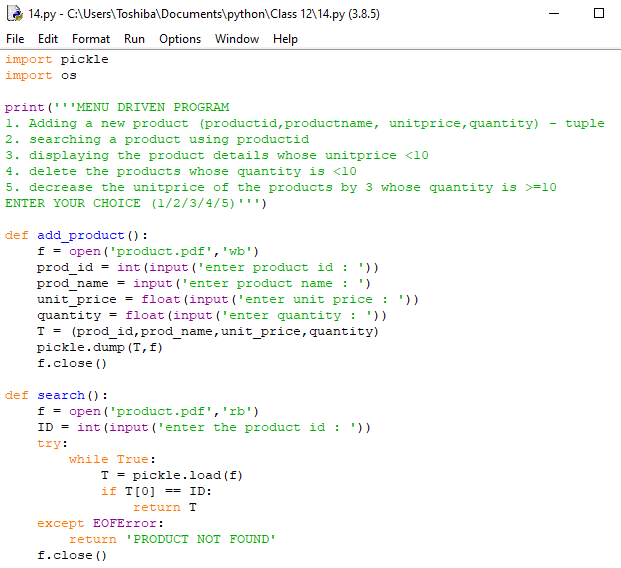 14.py - C:\Users\Toshiba\Documents\python\Class 12\14.py (3.8.5)
File Edit Format Run Options Window Help
import pickle
import os

print('''MENU DRIVEN PROGRAM
1. Adding a new product (productid,productname, unitprice,quantity) - tuple
2. searching a product using productid
3. displaying the product details whose unitprice <10
4. delete the products whose quantity is <10
5. decrease the unitprice of the products by 3 whose quantity is >=10
ENTER YOUR CHOICE (1/2/3/4/5)''')

def add_product():
    f = open('product.pdf','wb')
    prod_id = int(input('enter product id : '))
    prod_name = input('enter product name : ')
    unit_price = float(input('enter unit price : '))
    quantity = float(input('enter quantity : '))
    T = (prod_id,prod_name,unit_price,quantity)
    pickle.dump(T,f)
    f.close()

def search():
    f = open('product.pdf','rb')
    ID = int(input('enter the product id : '))
    try:
        while True:
            T = pickle.load(f)
            if T[0] == ID:
                return T
    except EOFError:
        return 'PRODUCT NOT FOUND'
    f.close()